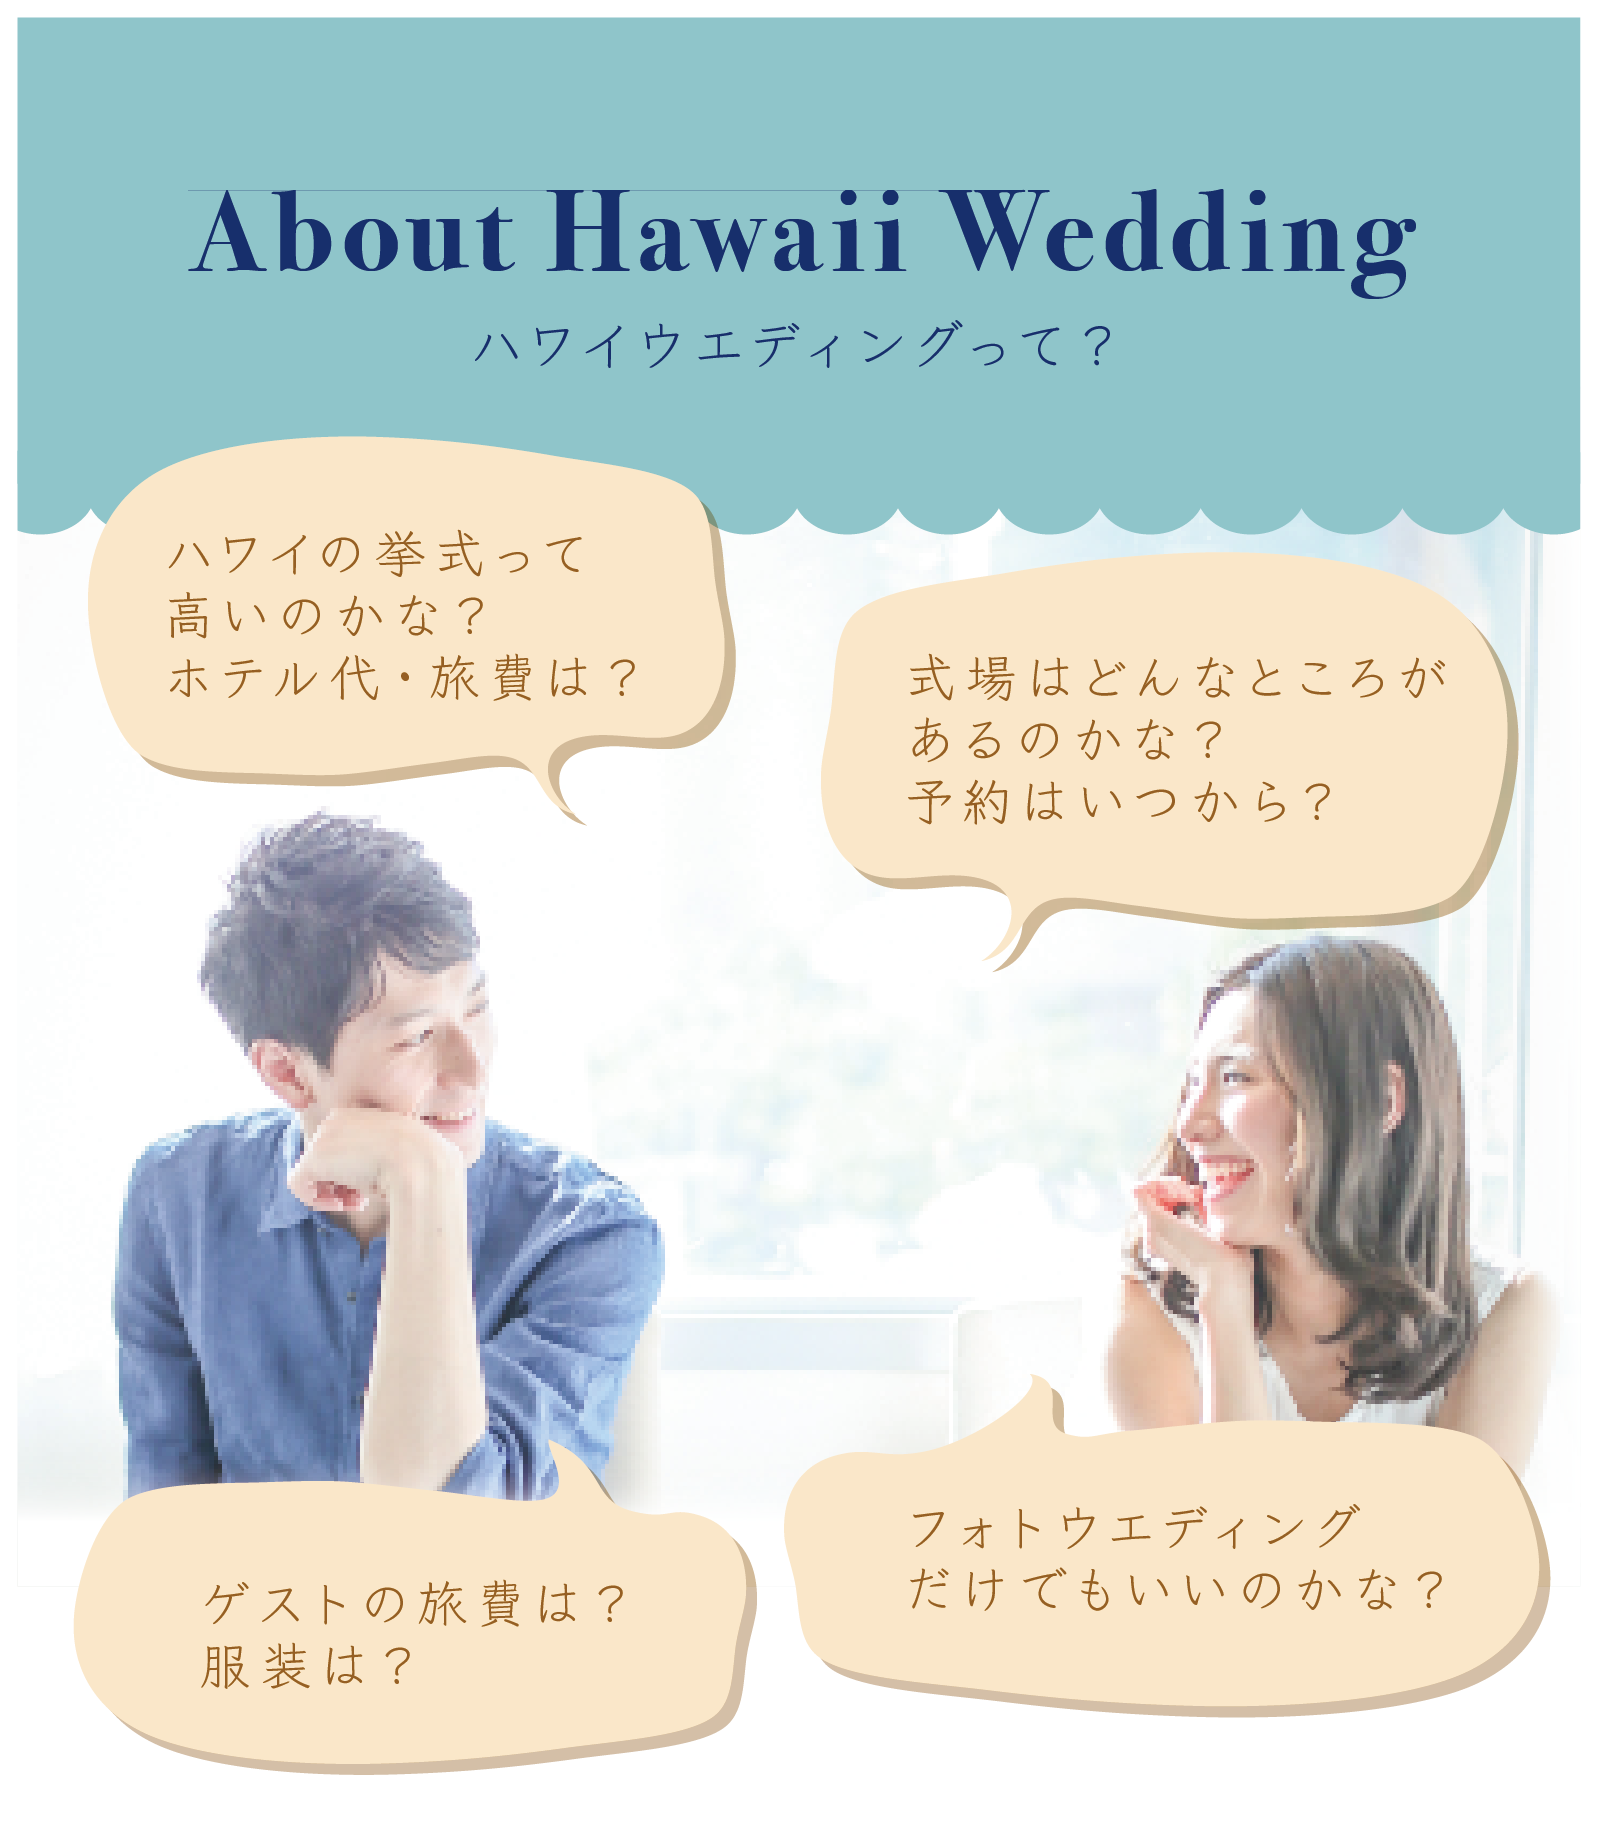 About Hawaii Wedding
ハワイウエディングって？
ハワイの挙式って
高いのかな？
ホテル代・旅費は？
式場はどんなところが
あるのかな？
予約はいつから？
ゲストの旅費は？
服装は？
フォトウエディング
だけでもいいのかな？